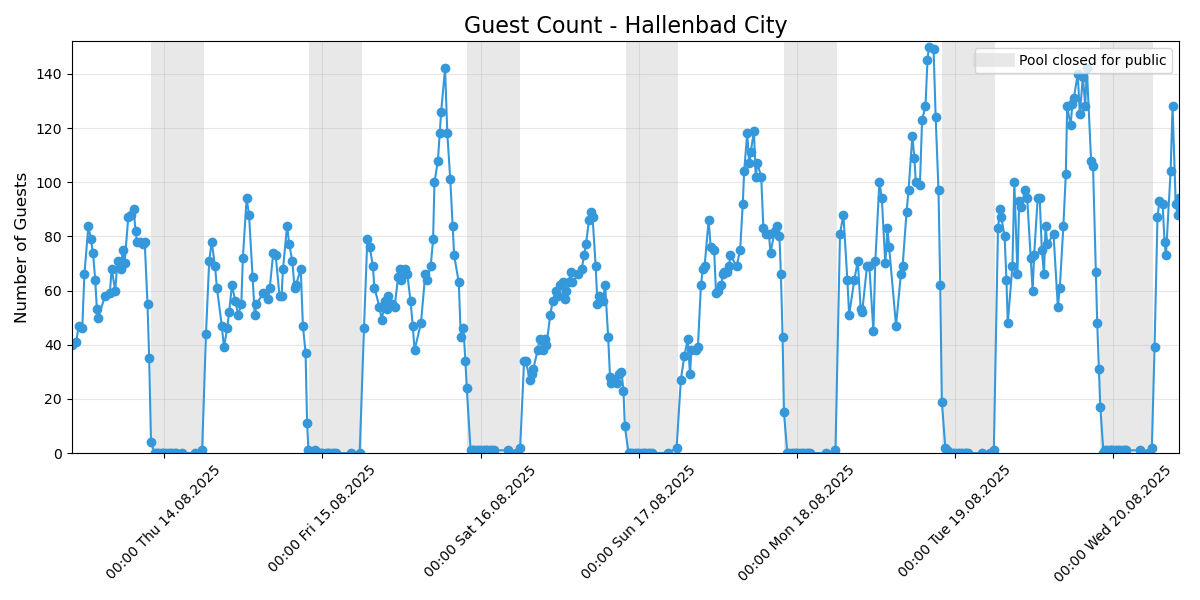 Guest Count - Hallenbad City
Pool closed for public
Number of Guests
140
120
100
80
60
40
20
0
00:00 Thu 14.08.2025
00:00 Fri 15.08.2025
00:00 Sat 16.08.2025
00:00 Sun 17.08.2025
00:00 Mon 18.08.2025
00:00 Tue 19.08.2025
00:00 Wed 20.08.2025